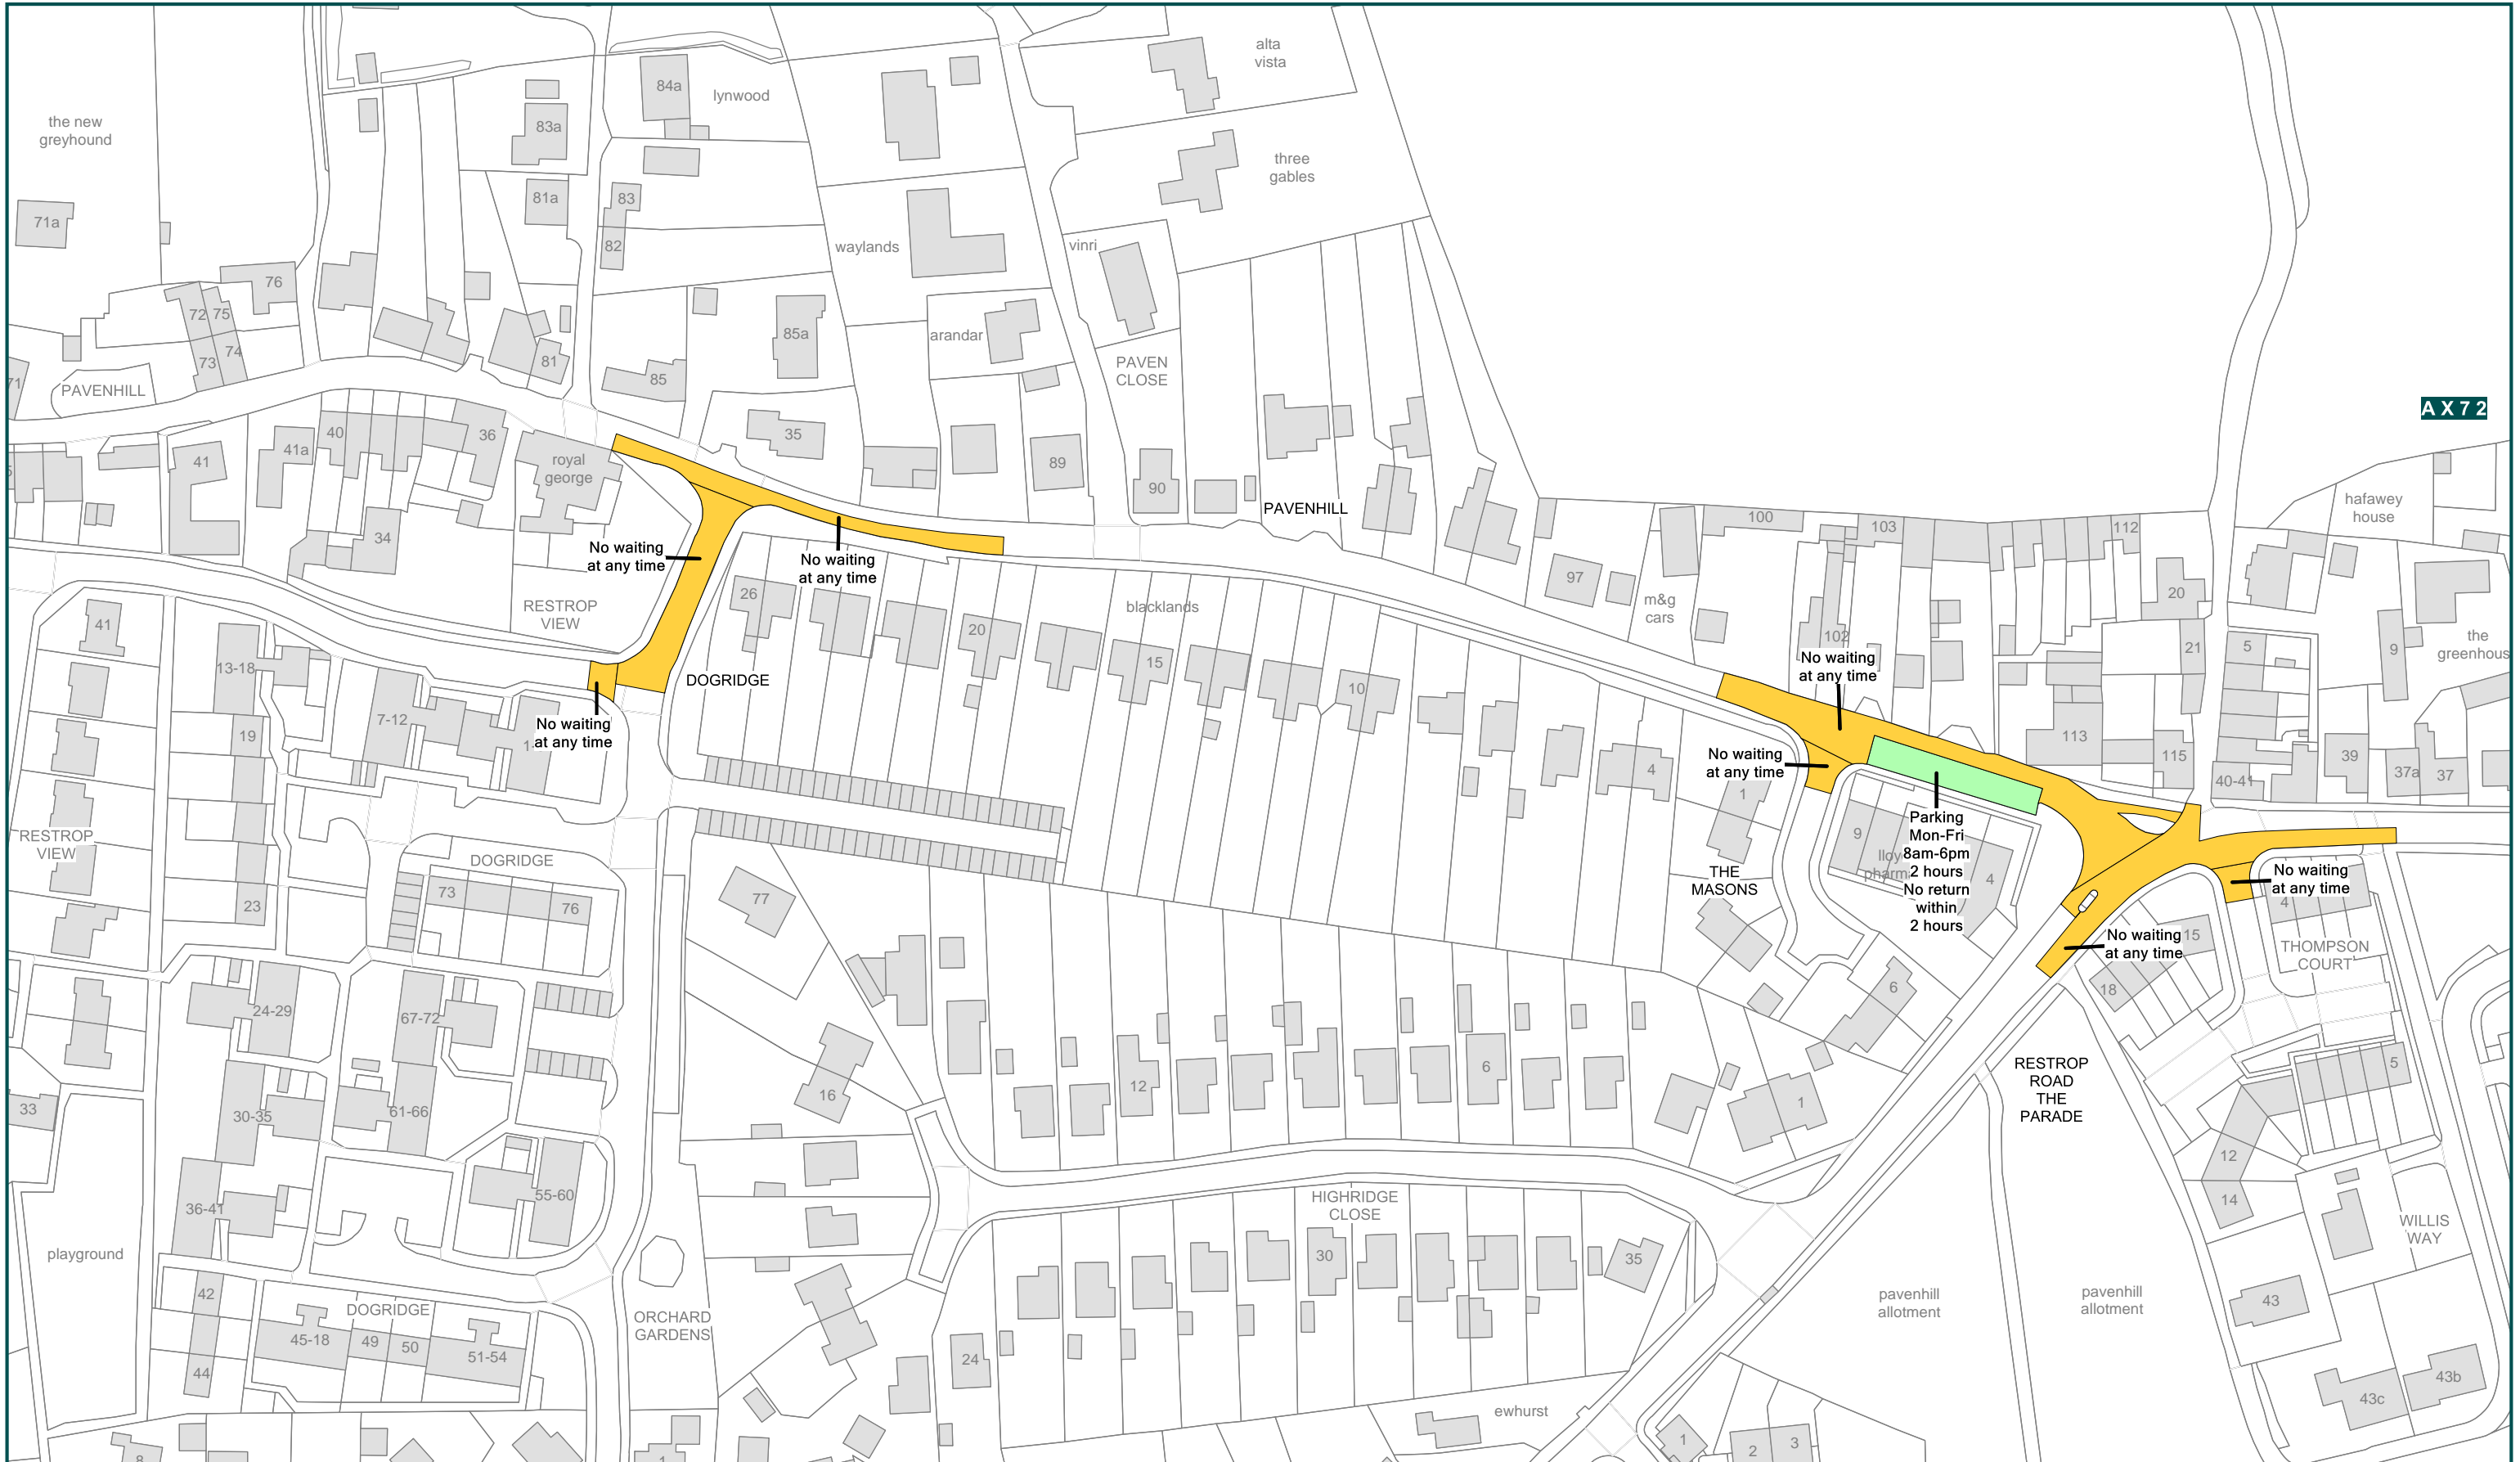 alta
vista
84a
lynwood
83a
the new
greyhound
three
gables
81a
83
71a
82
waylands
vinri
76
72
75
85a
arandar
73
74
81
85
PAVEN
CLOSE
71
PAVENHILL
A X 7 2
40
36
35
41a
41
royal
george
89
90
PAVENHILL
hafawey
house
100
103
112
34
No waiting
at any time
No waiting
at any time
97
26
RESTROP
VIEW
blacklands
m&g
cars
20
41
20
102
the
greenhous
13-18
15
21
5
9
No waiting
at any time
DOGRIDGE
10
7-12
No waiting
at any time
19
113
115
39
No waiting
at any time
4
37a
37
40-41
1
RESTROP
VIEW
9
Parking
Mon-Fri
8am-6pm
2 hours
No return
within
2 hours
DOGRIDGE
THE
MASONS
4
No waiting
at any time
4
73
76
77
23
15
No waiting
at any time
THOMPSON
COURT
18
6
24-29
67-72
RESTROP
ROAD
THE
PARADE
5
33
30-35
61-66
16
12
6
1
12
14
36-41
55-60
HIGHRIDGE
CLOSE
WILLIS
WAY
playground
30
35
42
43
pavenhill
allotment
pavenhill
allotment
DOGRIDGE
ORCHARD
GARDENS
45-18
49
50
51-54
44
24
43c
43b
ewhurst
8
1
1
2
3